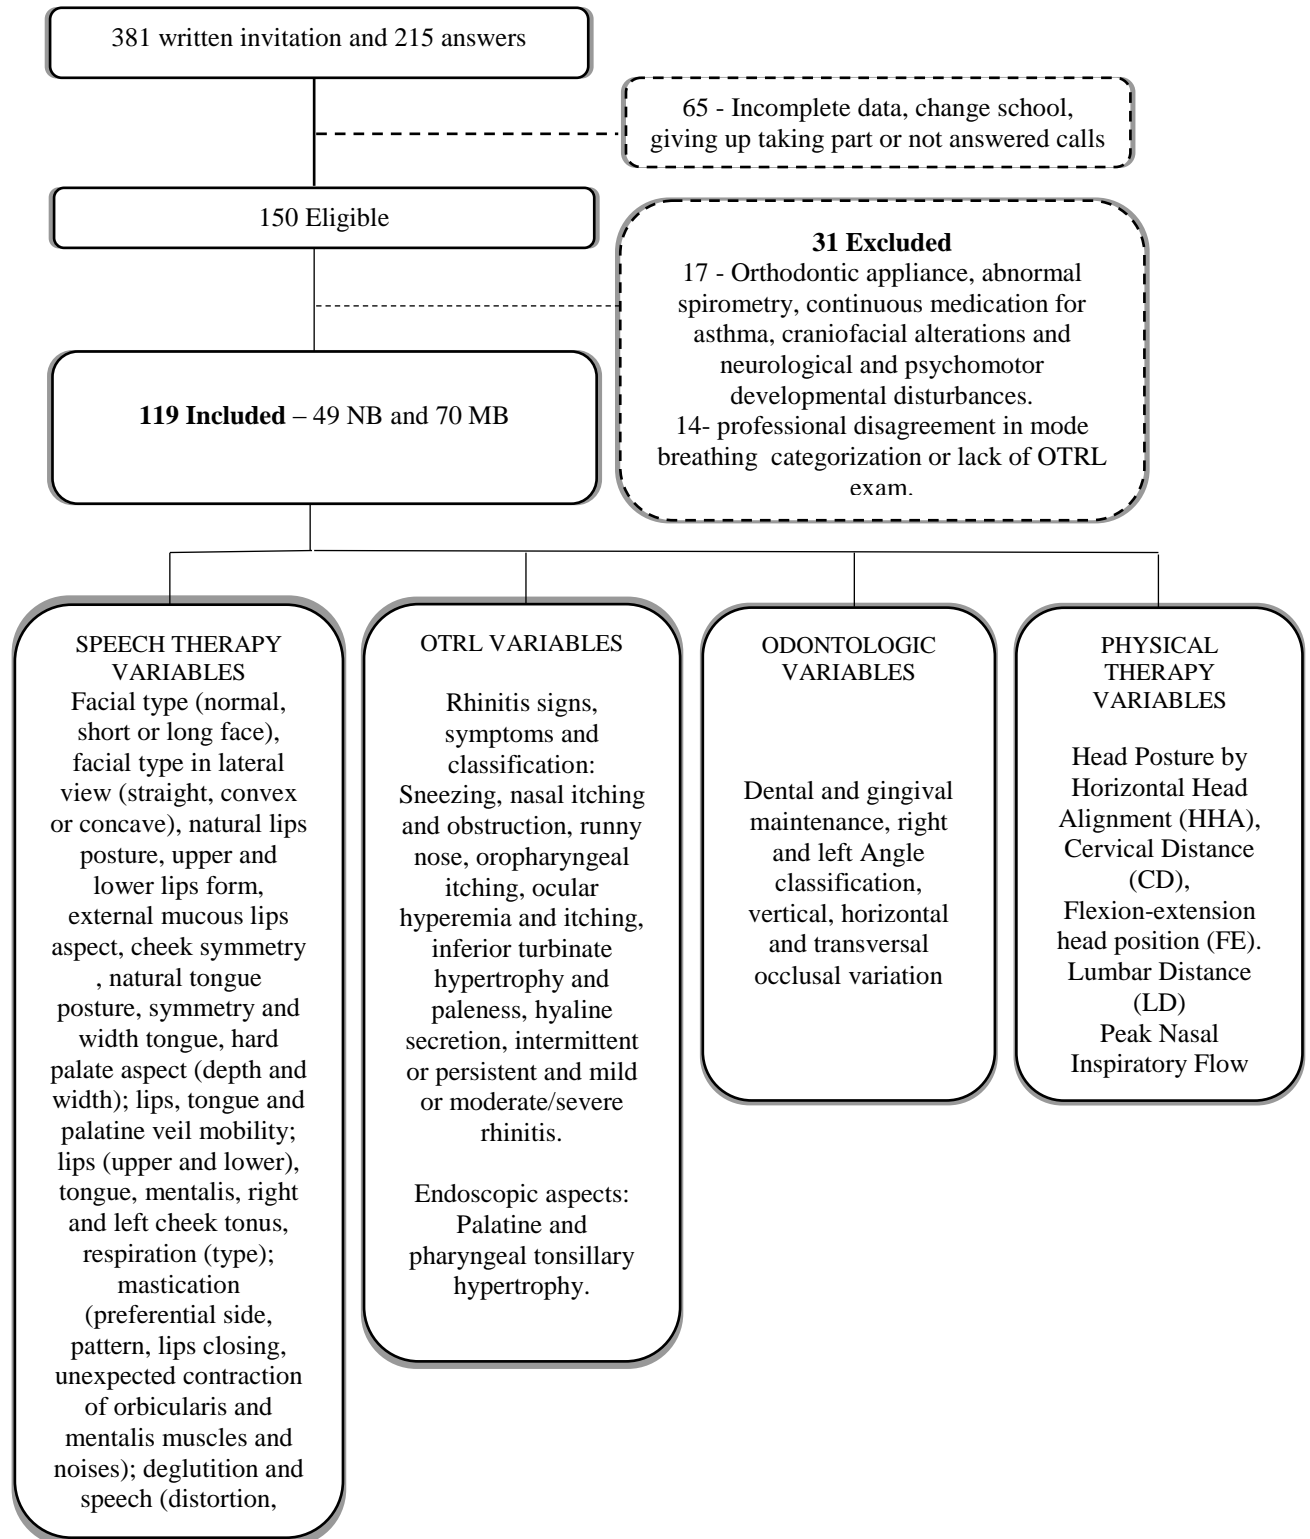 381 written invitation and 215 answers
65 - Incomplete data, change school,
giving up taking part or not answered calls
150 Eligible
31 Excluded
17 - Orthodontic appliance, abnormal
spirometry, continuous medication for
asthma, craniofacial alterations and
neurological and psychomotor
developmental disturbances.
14- professional disagreement in mode
breathing categorization or lack of OTRL
exam.
119 Included – 49 NB and 70 MB
SPEECH THERAPY
VARIABLES
Facial type (normal,
short or long face),
facial type in lateral
view (straight, convex
or concave), natural lips
posture, upper and
lower lips form,
external mucous lips
aspect, cheek symmetry
, natural tongue
posture, symmetry and
width tongue, hard
palate aspect (depth and
width); lips, tongue and
palatine veil mobility;
lips (upper and lower),
tongue, mentalis, right
and left cheek tonus,
respiration (type);
mastication
(preferential side,
pattern, lips closing,
unexpected contraction
of orbicularis and
mentalis muscles and
noises); deglutition and
speech (distortion,
OTRL VARIABLES
Rhinitis signs,
symptoms and
classification:
Sneezing, nasal itching
and obstruction, runny
nose, oropharyngeal
itching, ocular
hyperemia and itching,
inferior turbinate
hypertrophy and
paleness, hyaline
secretion, intermittent
or persistent and mild
or moderate/severe
rhinitis.
Endoscopic aspects:
Palatine and
pharyngeal tonsillary
hypertrophy.
ODONTOLOGIC
VARIABLES
Dental and gingival
maintenance, right
and left Angle
classification,
vertical, horizontal
and transversal
occlusal variation
PHYSICAL
THERAPY
VARIABLES
Head Posture by
Horizontal Head
Alignment (HHA),
Cervical Distance
(CD),
Flexion-extension
head position (FE).
Lumbar Distance
(LD)
Peak Nasal
Inspiratory Flow